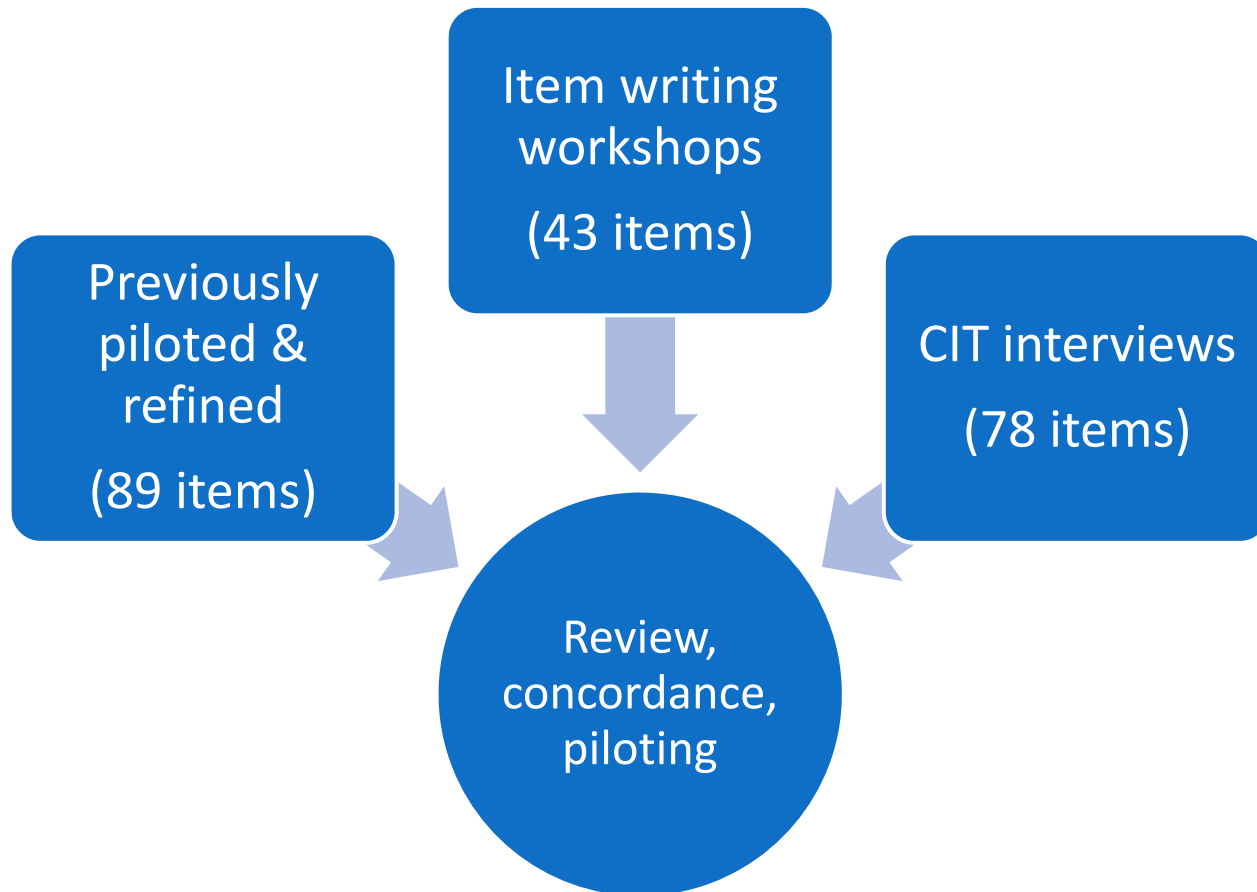 Item writing
workshops
(43 items)
Previously
piloted &
refined
(89 items)
CIT interviews
(78 items)
Review,
concordance,
piloting